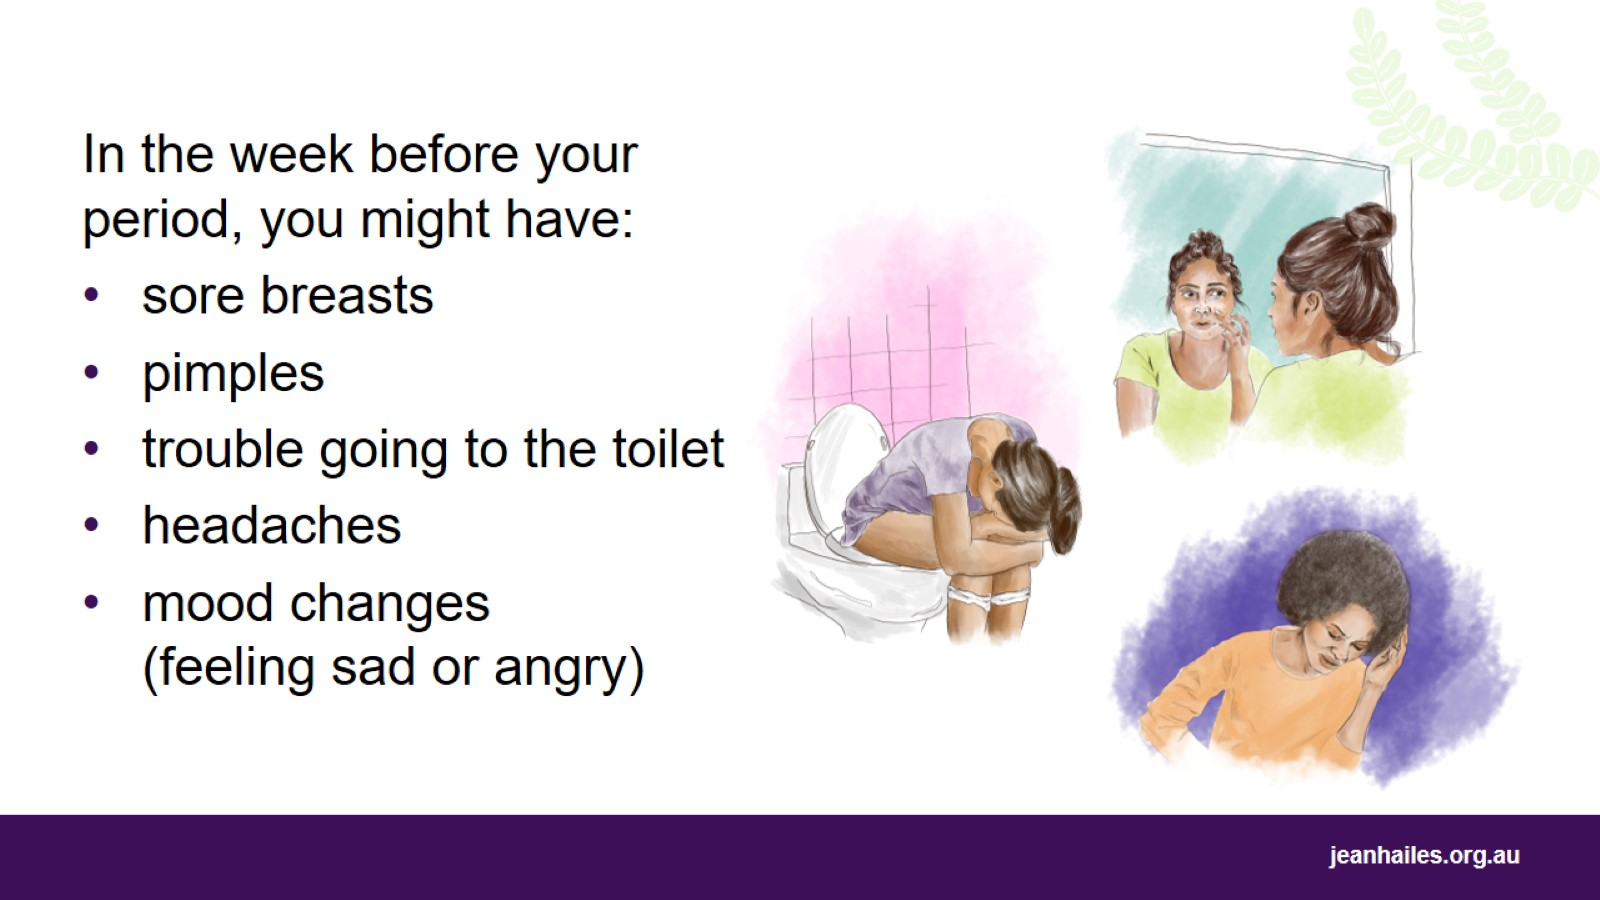 In the week before your
period, you might have:
• sore breasts
• pimples
• trouble going to the toilet
• headaches
• mood changes
(feeling sad or angry)
jeanhailes.org.au